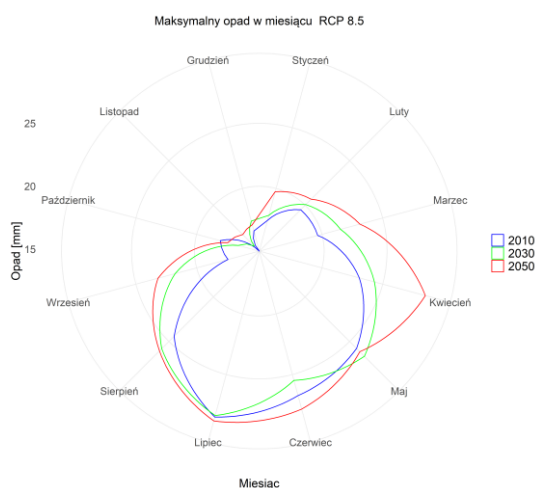 Maksymalny opad w miesiącu RCP 8.5
Grudzień
Styczeń
Listopad
Luty
25
20
Październik
Marzec
15
Opad [mm]
2010
2030
2050
Wrzesień
Kwiecień
Sierpień
Maj
Lipiec
Czerwiec
Miesiąc